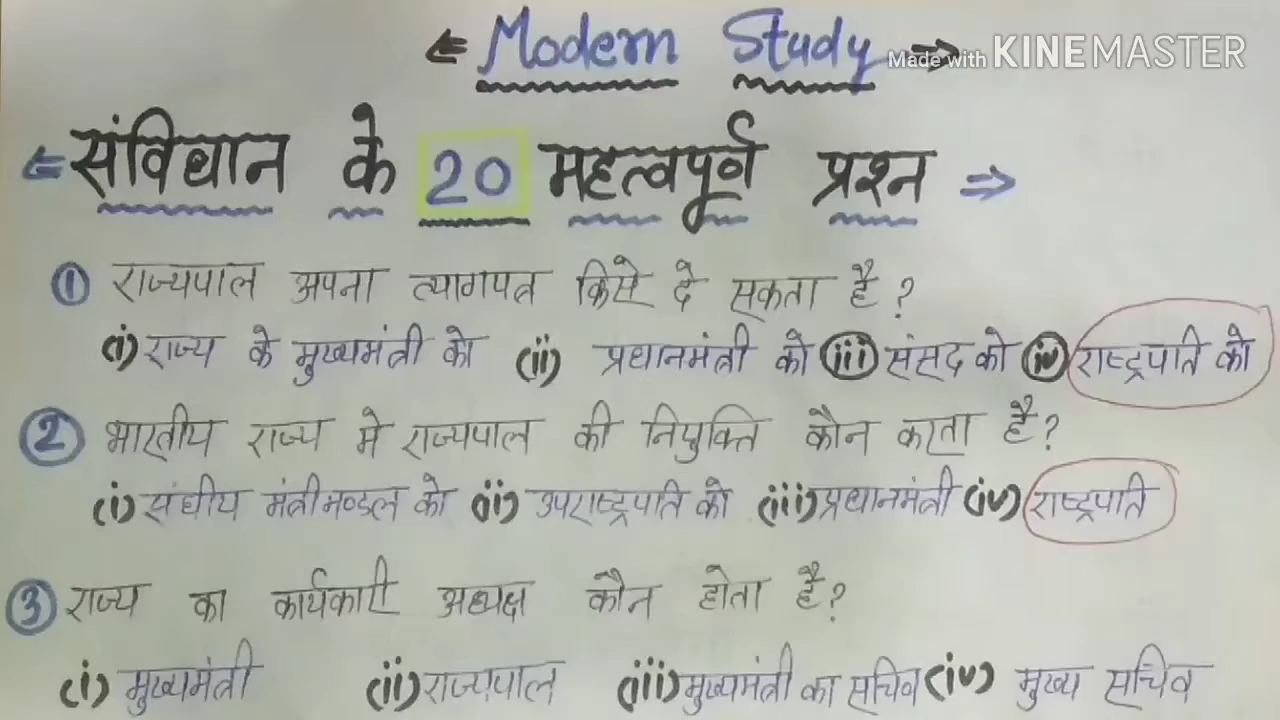 ← Modern Study →
Made with KINEMASTER
← संविधान के 20 महत्वपूर्ण प्रश्न →
① राज्यपाल अपना त्यागपत्र किसे दे सकता है?
(i) राज्य के मुख्यमंत्री को (ii) प्रधानमंत्री को (iii) संसद को (iv) राष्ट्रपति को
② भारतीय राज्य मे राज्यपाल की नियुक्ति कौन करता है?
(i) संघीय मंत्रीमण्डल को (ii) उपराष्ट्रपति को (iii) प्रधानमंत्री (iv) राष्ट्रपति
③ राज्य का कार्यकारी अध्यक्ष कौन होता है?
(i) मुख्यमंत्री (ii) राज्यपाल (iii) मुख्यमंत्री का सचिव (iv) मुख्य सचिव